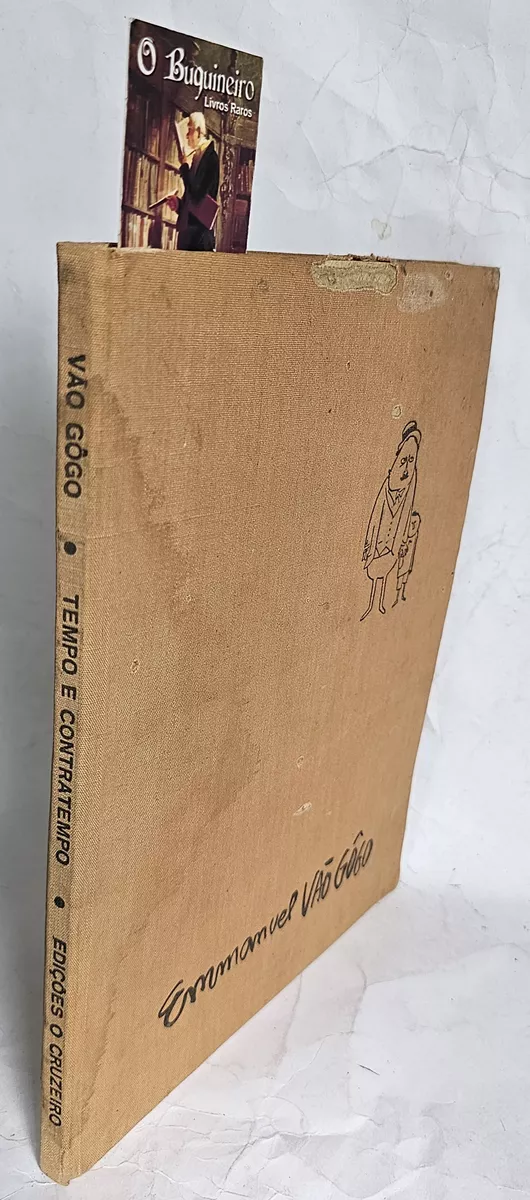 O Buquineiro
Livros Raros
VÃO GÔGO • TEMPO E CONTRATEMPO • EDIÇÕES O CRUZEIRO
Emmanuel VÃO GÔGO